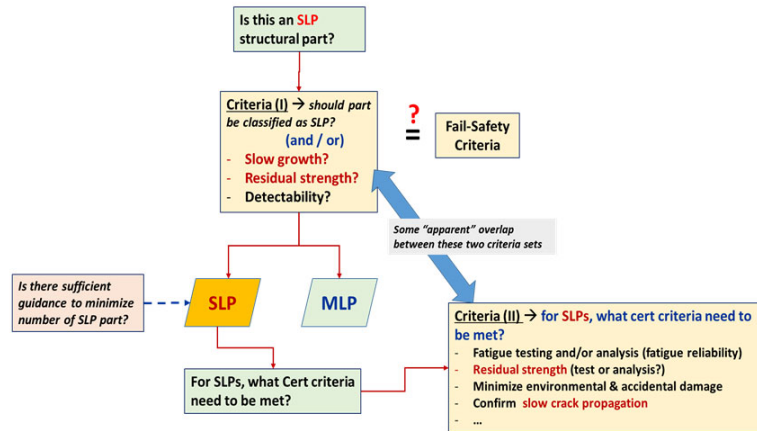 Is this an SLP
structural part?
Criteria (I) → should part
be classified as SLP?
(and / or)
- Slow growth?
- Residual strength?
- Detectability?
?
=
Fail-Safety
Criteria
Some "apparent" overlap
between these two criteria sets
Is there sufficient
guidance to minimize
number of SLP part?
SLP
MLP
For SLPs, what Cert criteria
need to be met?
Criteria (II) → for SLPs, what cert criteria need to
be met?
- Fatigue testing and/or analysis (fatigue reliability)
- Residual strength (test or analysis?)
- Minimize environmental & accidental damage
- Confirm slow crack propagation
- ...